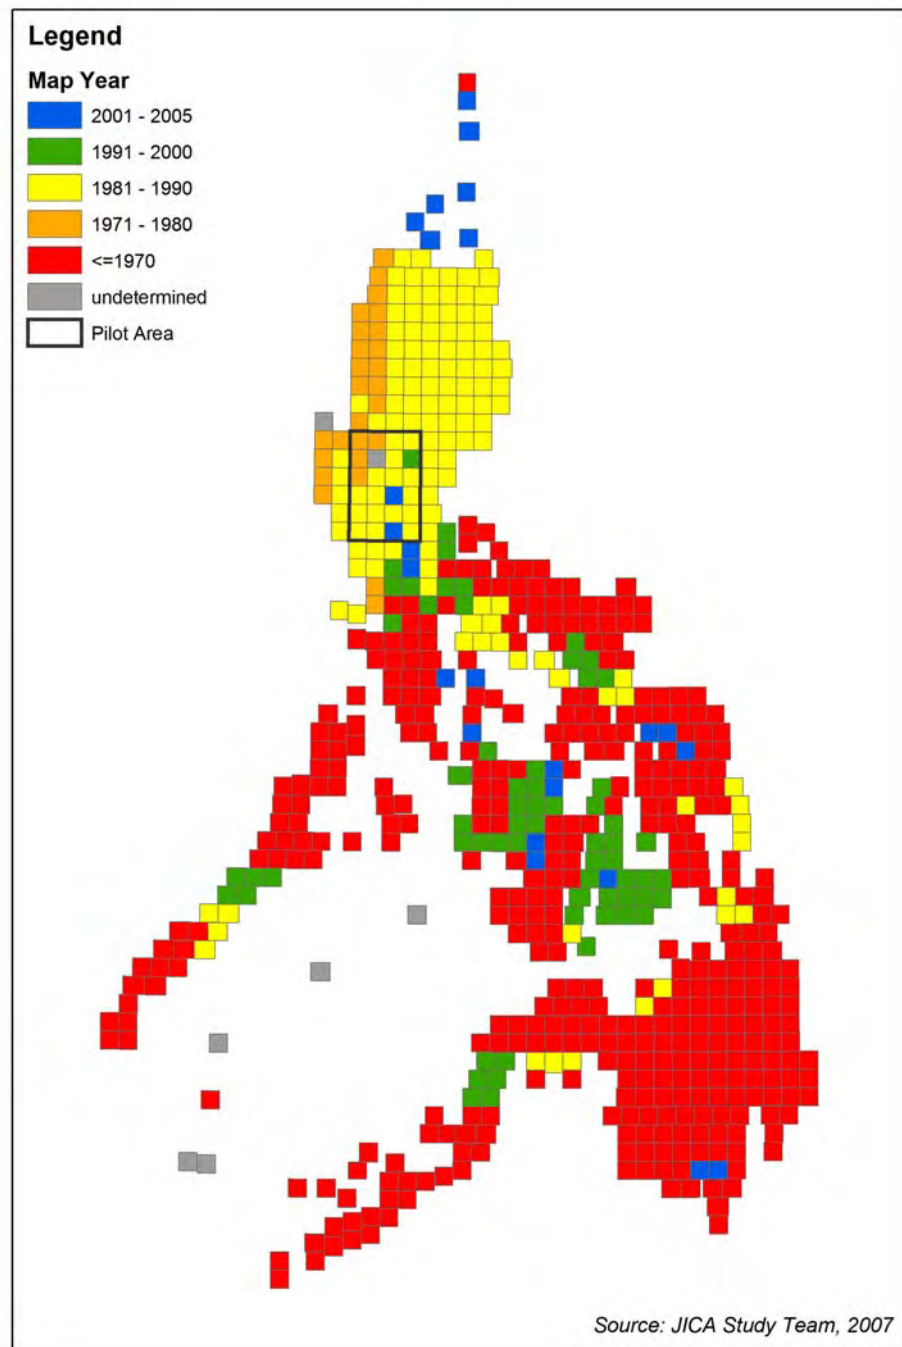 Legend
Map Year
2001 - 2005
1991 - 2000
1981 - 1990
1971 - 1980
<=1970
undetermined
Pilot Area
Source: JICA Study Team, 2007